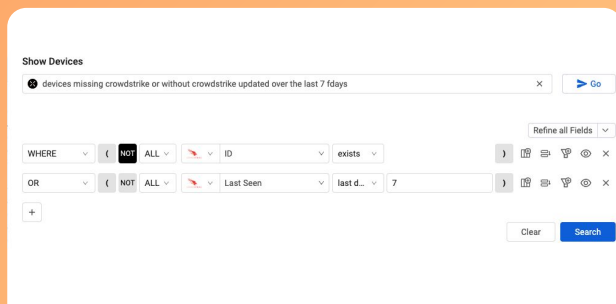 Show Devices
devices missing crowdstrike or without crowdstrike updated over the last 7 fdays
Go
Refine all Fields
WHERE ( NOT ALL ID exists )
OR ( NOT ALL Last Seen last d... 7 )
+
Clear Search